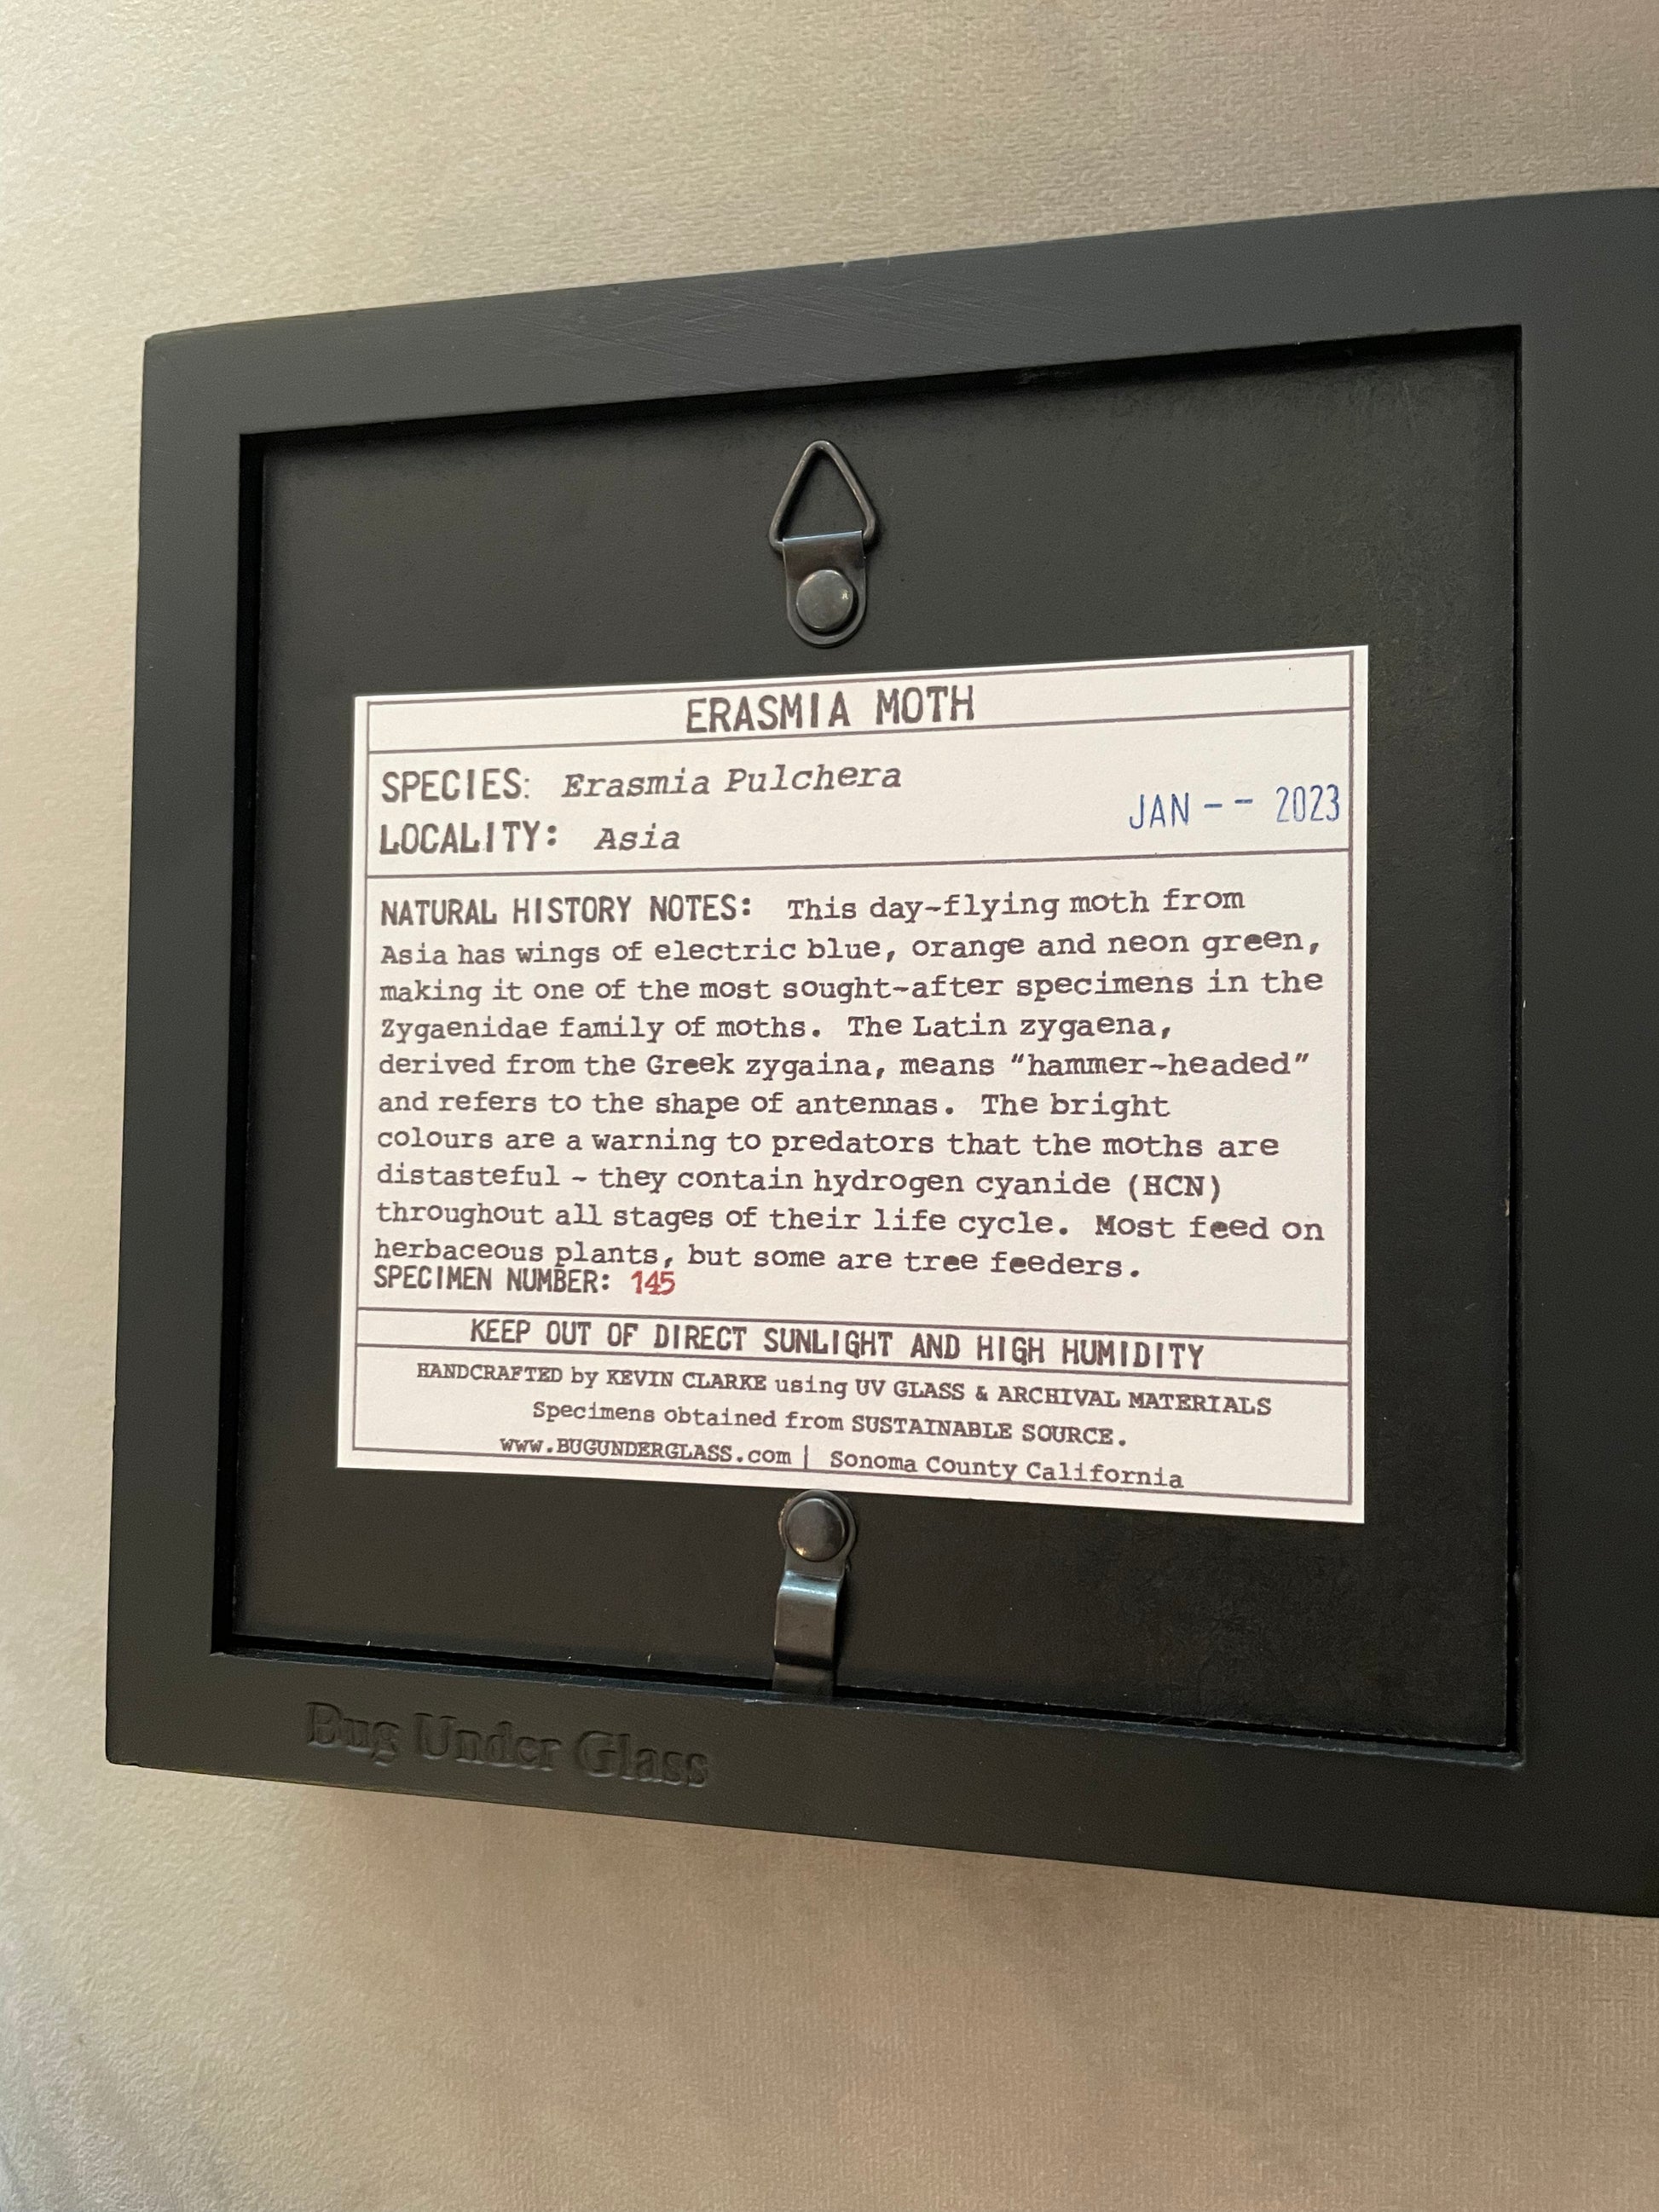 ERASMIA MOTH
SPECIES: Erasmia Pulchera
JAN -- 2023
LOCALITY: Asia
NATURAL HISTORY NOTES: This day-flying moth from
Asia has wings of electric blue, orange and neon green,
making it one of the most sought-after specimens in the
Zygaenidae family of moths. The Latin zygaena,
derived from the Greek zygaina, means “hammer-headed”
and refers to the shape of antennas. The bright
colours are a warning to predators that the moths are
distasteful - they contain hydrogen cyanide (HCN)
throughout all stages of their life cycle. Most feed on
herbaceous plants, but some are tree feeders.
SPECIMEN NUMBER: 145
KEEP OUT OF DIRECT SUNLIGHT AND HIGH HUMIDITY
HANDCRAFTED by KEVIN CLARKE using UV GLASS & ARCHIVAL MATERIALS
Specimens obtained from SUSTAINABLE SOURCE.
www.BUGUNDERGLASS.com | Sonoma County California
Bug Under Glass